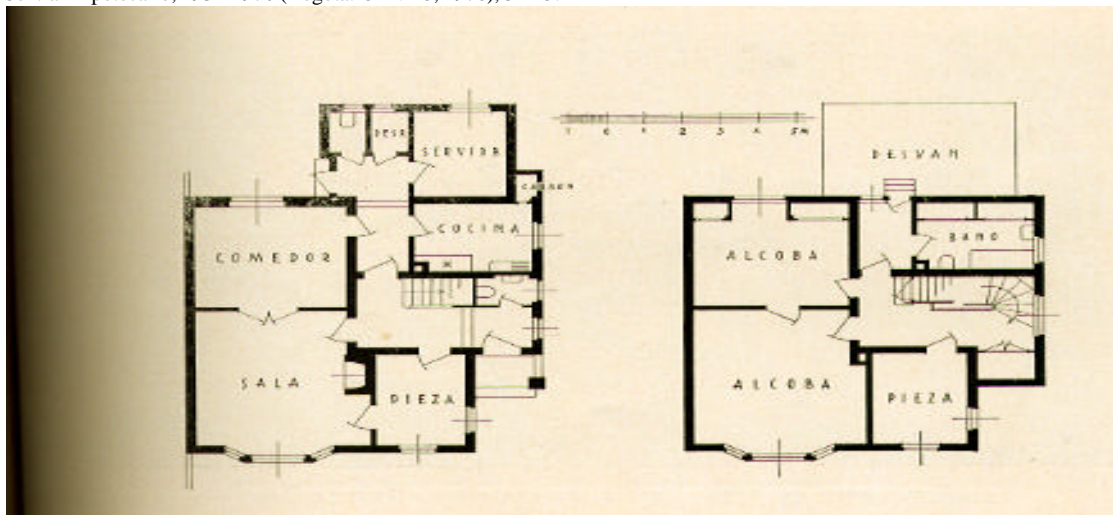 DESP.
SERVIDR
1 0 1 2 3 4 5M
CARBON
COCINA
COMEDOR
SALA
PIEZA
DESVAN
ALCOBA
BAÑO
ALCOBA
PIEZA